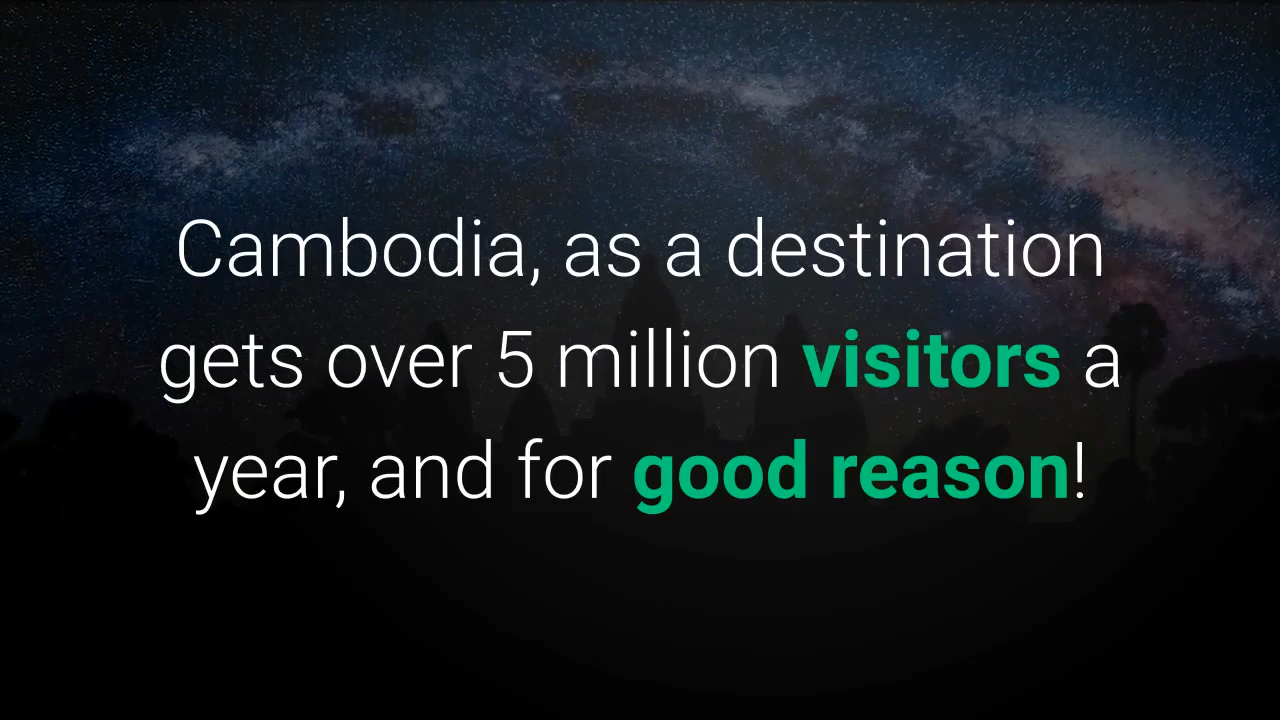 Cambodia, as a destination
gets over 5 million visitors a
year, and for good reason!